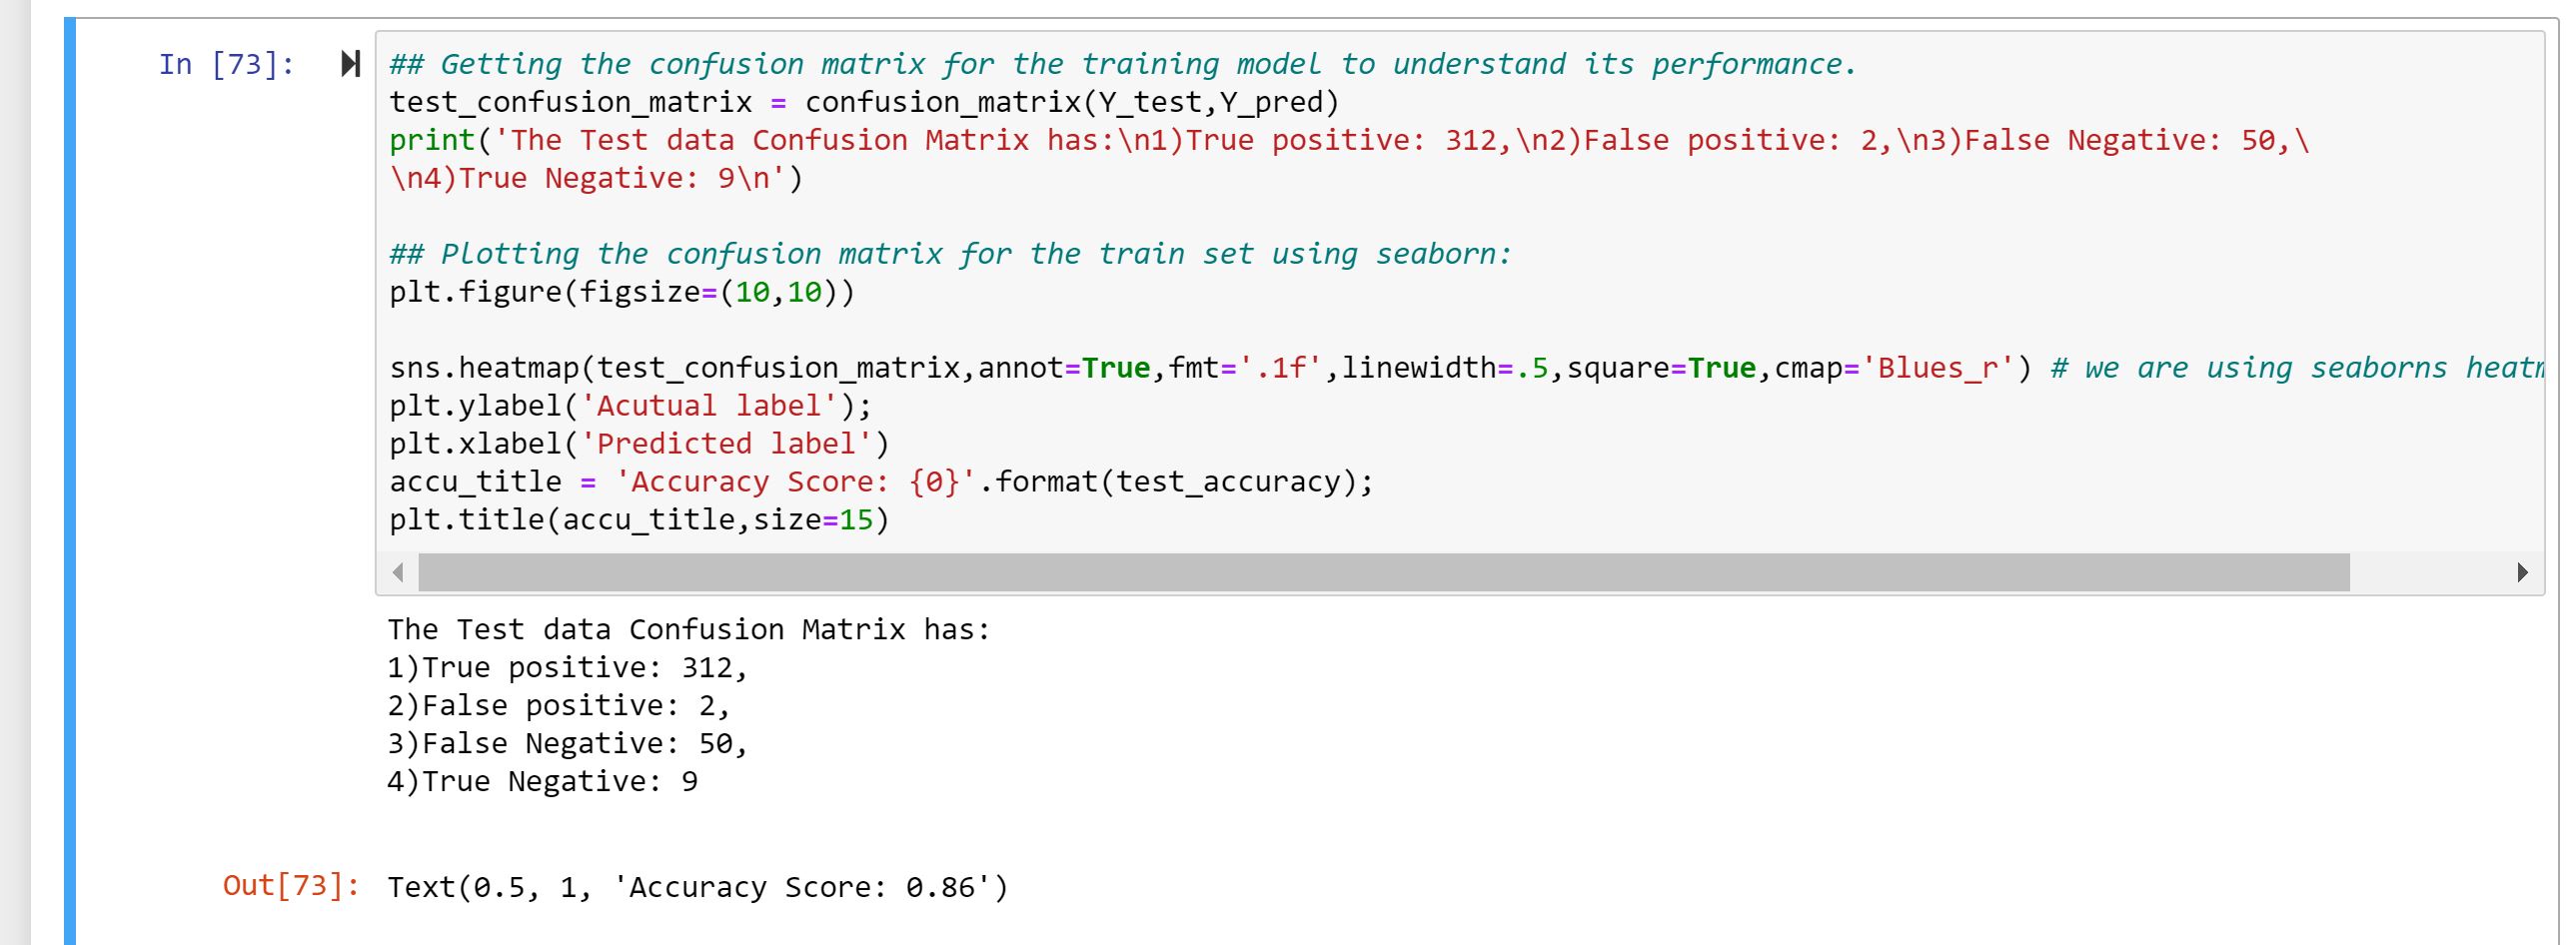 In [73]:
## Getting the confusion matrix for the training model to understand its performance.
test_confusion_matrix = confusion_matrix(Y_test,Y_pred)
print('The Test data Confusion Matrix has:\n1)True positive: 312,\n2)False positive: 2,\n3)False Negative: 50,\
\n4)True Negative: 9\n')
## Plotting the confusion matrix for the train set using seaborn:
plt.figure(figsize=(10,10))
sns.heatmap(test_confusion_matrix,annot=True,fmt='.1f',linewidth=.5,square=True,cmap='Blues_r') # we are using seaborns
plt.ylabel('Acutual label');
plt.xlabel('Predicted label')
accu_title = 'Accuracy Score: {0}'.format(test_accuracy);
plt.title(accu_title,size=15)
The Test data Confusion Matrix has:
1)True positive: 312,
2)False positive: 2,
3)False Negative: 50,
4)True Negative: 9
Out[73]: Text(0.5, 1, 'Accuracy Score: 0.86')